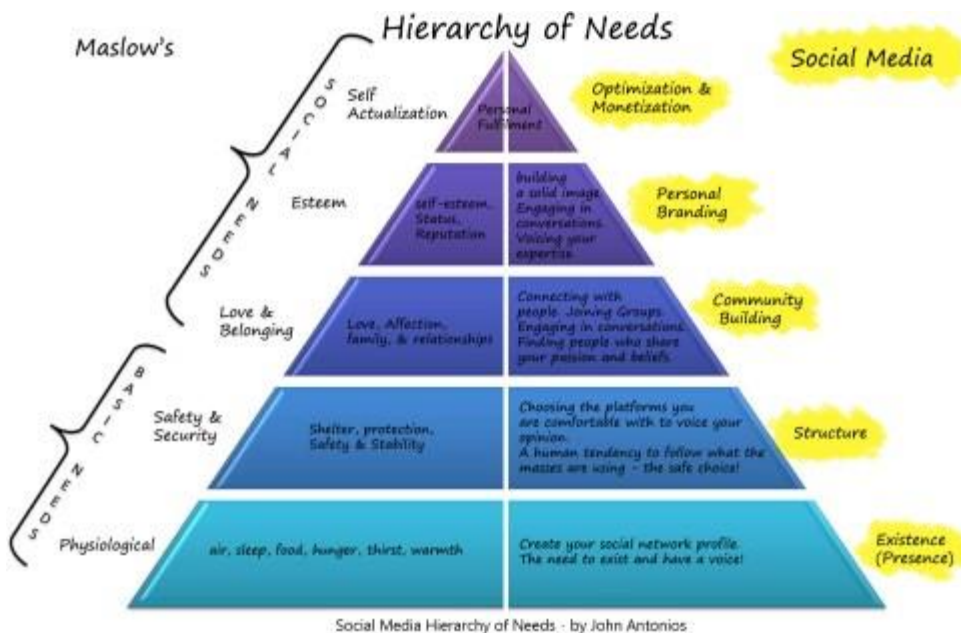 Hierarchy of Needs
Maslow's
Social Media
SOCIAL NEEDS
Self
Actualization
Personal
Fulfilment
Optimization &
Monetization
Esteem
self-esteem,
Status,
Reputation
building
a solid image.
Engaging in
conversations.
Voicing your
expertise.
Personal
Branding
Love &
Belonging
Love, Affection,
family, & relationships
Connecting with
people. Joining Groups.
Engaging in conversations.
Finding people who share
your passion and beliefs.
Community
Building
BASIC NEEDS
Safety &
Security
Shelter, protection,
Safety & Stability
Choosing the platforms you
are comfortable with to voice your
opinion.
A human tendency to follow what the
masses are using - the safe choice!
Structure
Physiological
air, sleep, food, hunger, thirst, warmth
Create your social network profile.
The need to exist and have a voice!
Existence
(Presence)
Social Media Hierarchy of Needs - by John Antonios